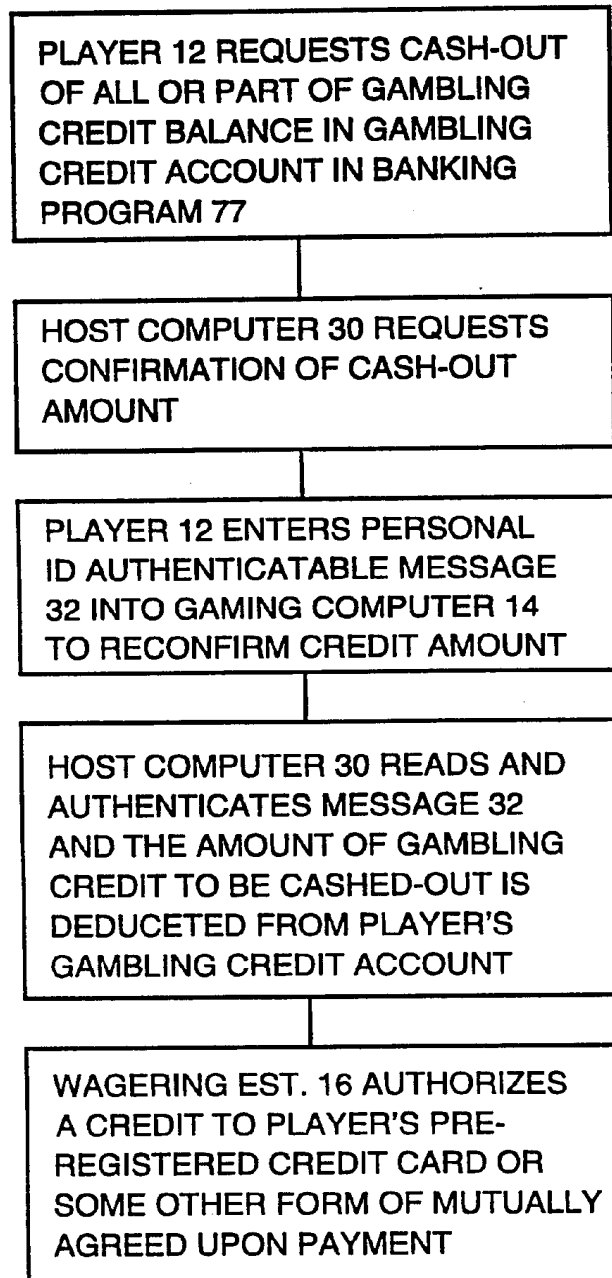 PLAYER 12 REQUESTS CASH-OUT
OF ALL OR PART OF GAMBLING
CREDIT BALANCE IN GAMBLING
CREDIT ACCOUNT IN BANKING
PROGRAM 77
HOST COMPUTER 30 REQUESTS
CONFIRMATION OF CASH-OUT
AMOUNT
PLAYER 12 ENTERS PERSONAL
ID AUTHENTICATABLE MESSAGE
32 INTO GAMING COMPUTER 14
TO RECONFIRM CREDIT AMOUNT
HOST COMPUTER 30 READS AND
AUTHENTICATES MESSAGE 32
AND THE AMOUNT OF GAMBLING
CREDIT TO BE CASHED-OUT IS
DEDUCETED FROM PLAYER'S
GAMBLING CREDIT ACCOUNT
WAGERING EST. 16 AUTHORIZES
A CREDIT TO PLAYER'S PRE-
REGISTERED CREDIT CARD OR
SOME OTHER FORM OF MUTUALLY
AGREED UPON PAYMENT